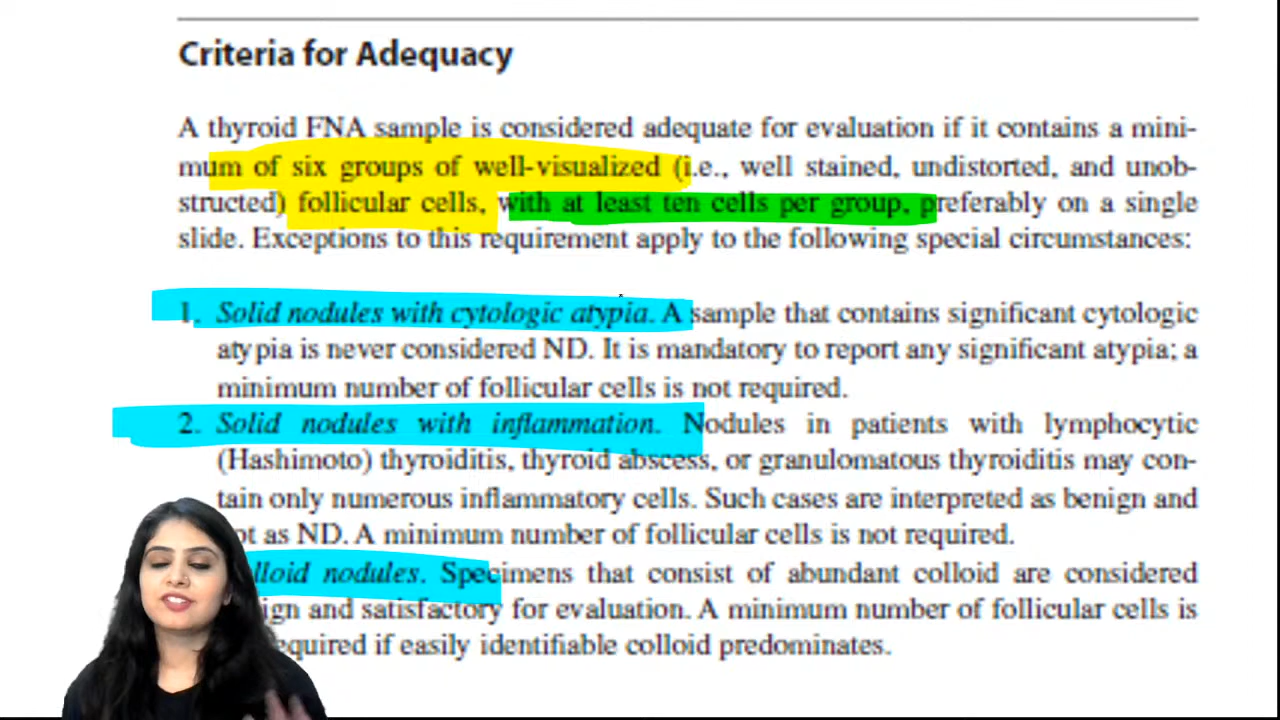 Criteria for Adequacy
A thyroid FNA sample is considered adequate for evaluation if it contains a mini-
mum of six groups of well-visualized (i.e., well stained, undistorted, and unob-
structed) follicular cells, with at least ten cells per group, preferably on a single
slide. Exceptions to this requirement apply to the following special circumstances:
1. Solid nodules with cytologic atypia. A sample that contains significant cytologic
atypia is never considered ND. It is mandatory to report any significant atypia; a
minimum number of follicular cells is not required.
2. Solid nodules with inflammation. Nodules in patients with lymphocytic
(Hashimoto) thyroiditis, thyroid abscess, or granulomatous thyroiditis may con-
tain only numerous inflammatory cells. Such cases are interpreted as benign and
as ND. A minimum number of follicular cells is not required.
nodules. Specimens that consist of abundant colloid are considered
and satisfactory for evaluation. A minimum number of follicular cells is
if easily identifiable colloid predominates.